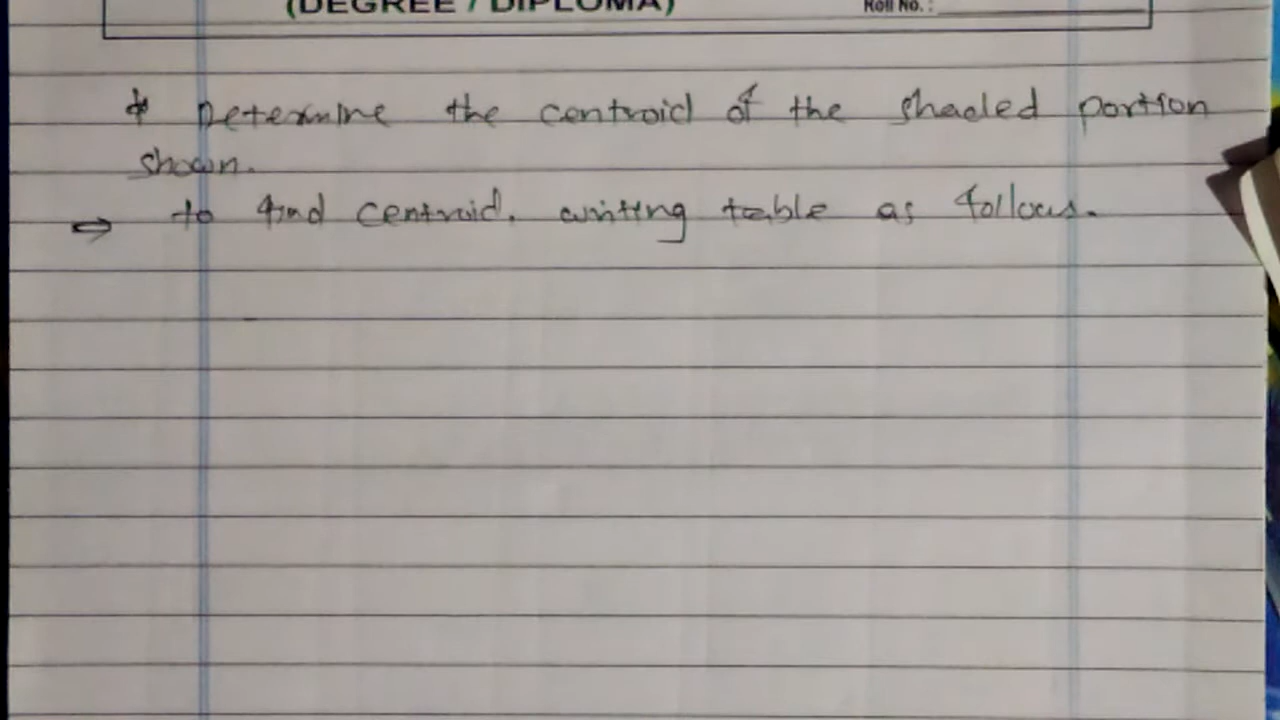 (DEGREE / DIPLOMA) Roll No. :
* Determine the centroid of the shaded portion
shown.
⇒ to find centroid, writing table as follows.